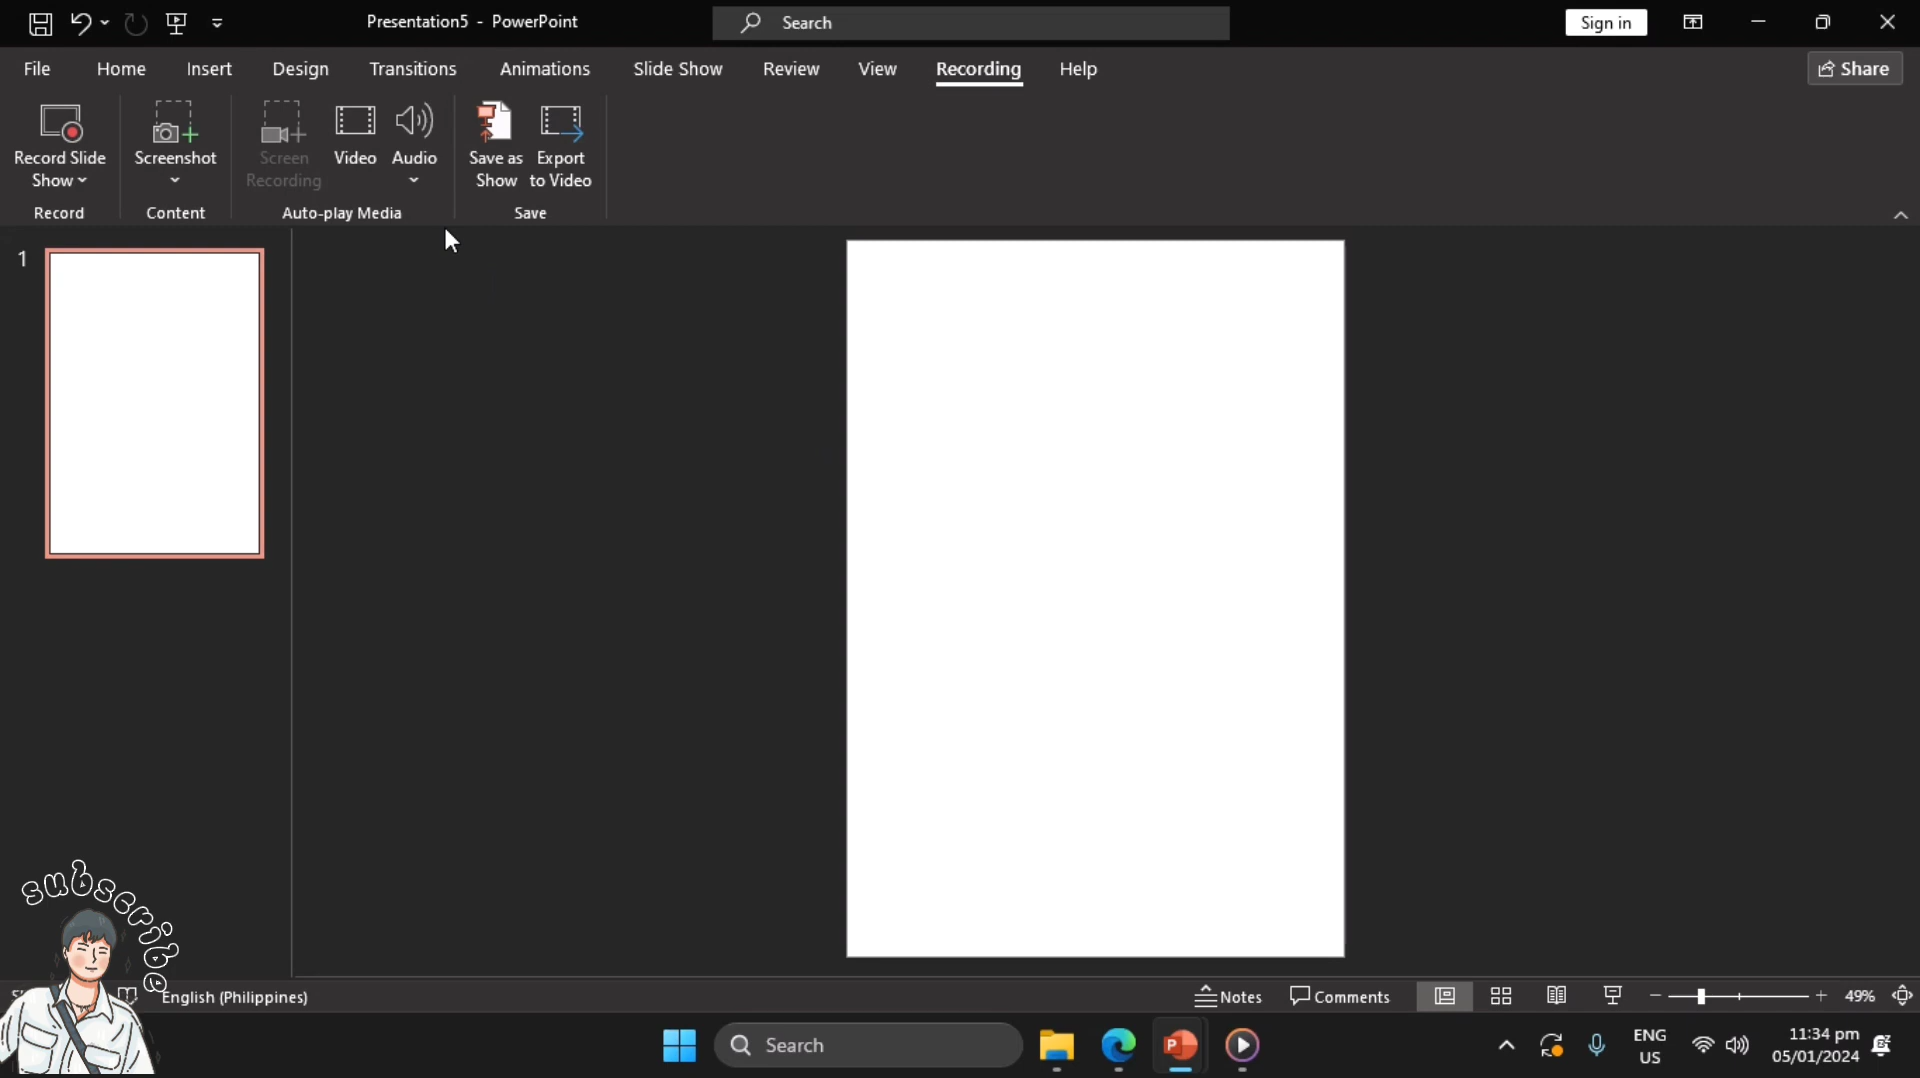 Presentation5 - PowerPoint
Search
Sign in
File Home Insert Design Transitions Animations Slide Show Review View Recording Help
Share
Record Slide Show
Screenshot
Screen Recording
Video
Audio
Save as Show
Export to Video
Record
Content
Auto-play Media
Save
1
subscribe
English (Philippines)
Notes
Comments
49%
Search
ENG
US
11:34 pm
05/01/2024